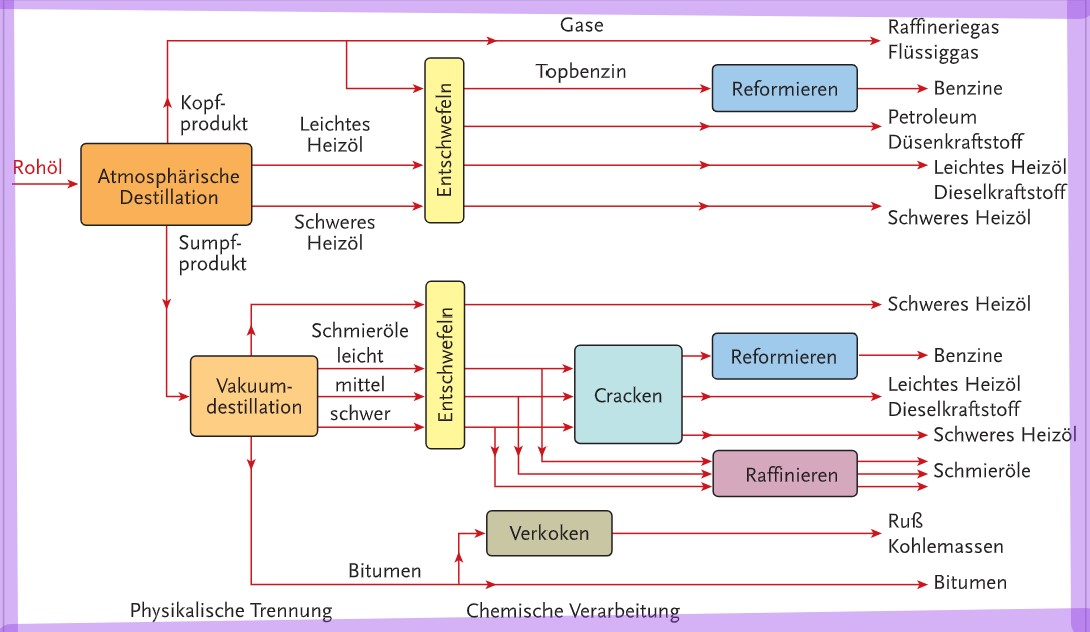 Gase
Raffineriegas
Flüssiggas
Kopf-
produkt
Topbenzin
Reformieren
Benzine
Rohöl
Atmosphärische
Destillation
Leichtes
Heizöl
Entschwefeln
Petroleum
Düsenkraftstoff
Leichtes Heizöl
Dieselkraftstoff
Schweres
Heizöl
Schweres Heizöl
Sumpf-
produkt
Schweres Heizöl
Vakuum-
destillation
Schmieröle
leicht
mittel
schwer
Entschwefeln
Cracken
Reformieren
Benzine
Leichtes Heizöl
Dieselkraftstoff
Schweres Heizöl
Raffinieren
Schmieröle
Verkoken
Ruß
Kohlemassen
Bitumen
Bitumen
Physikalische Trennung
Chemische Verarbeitung